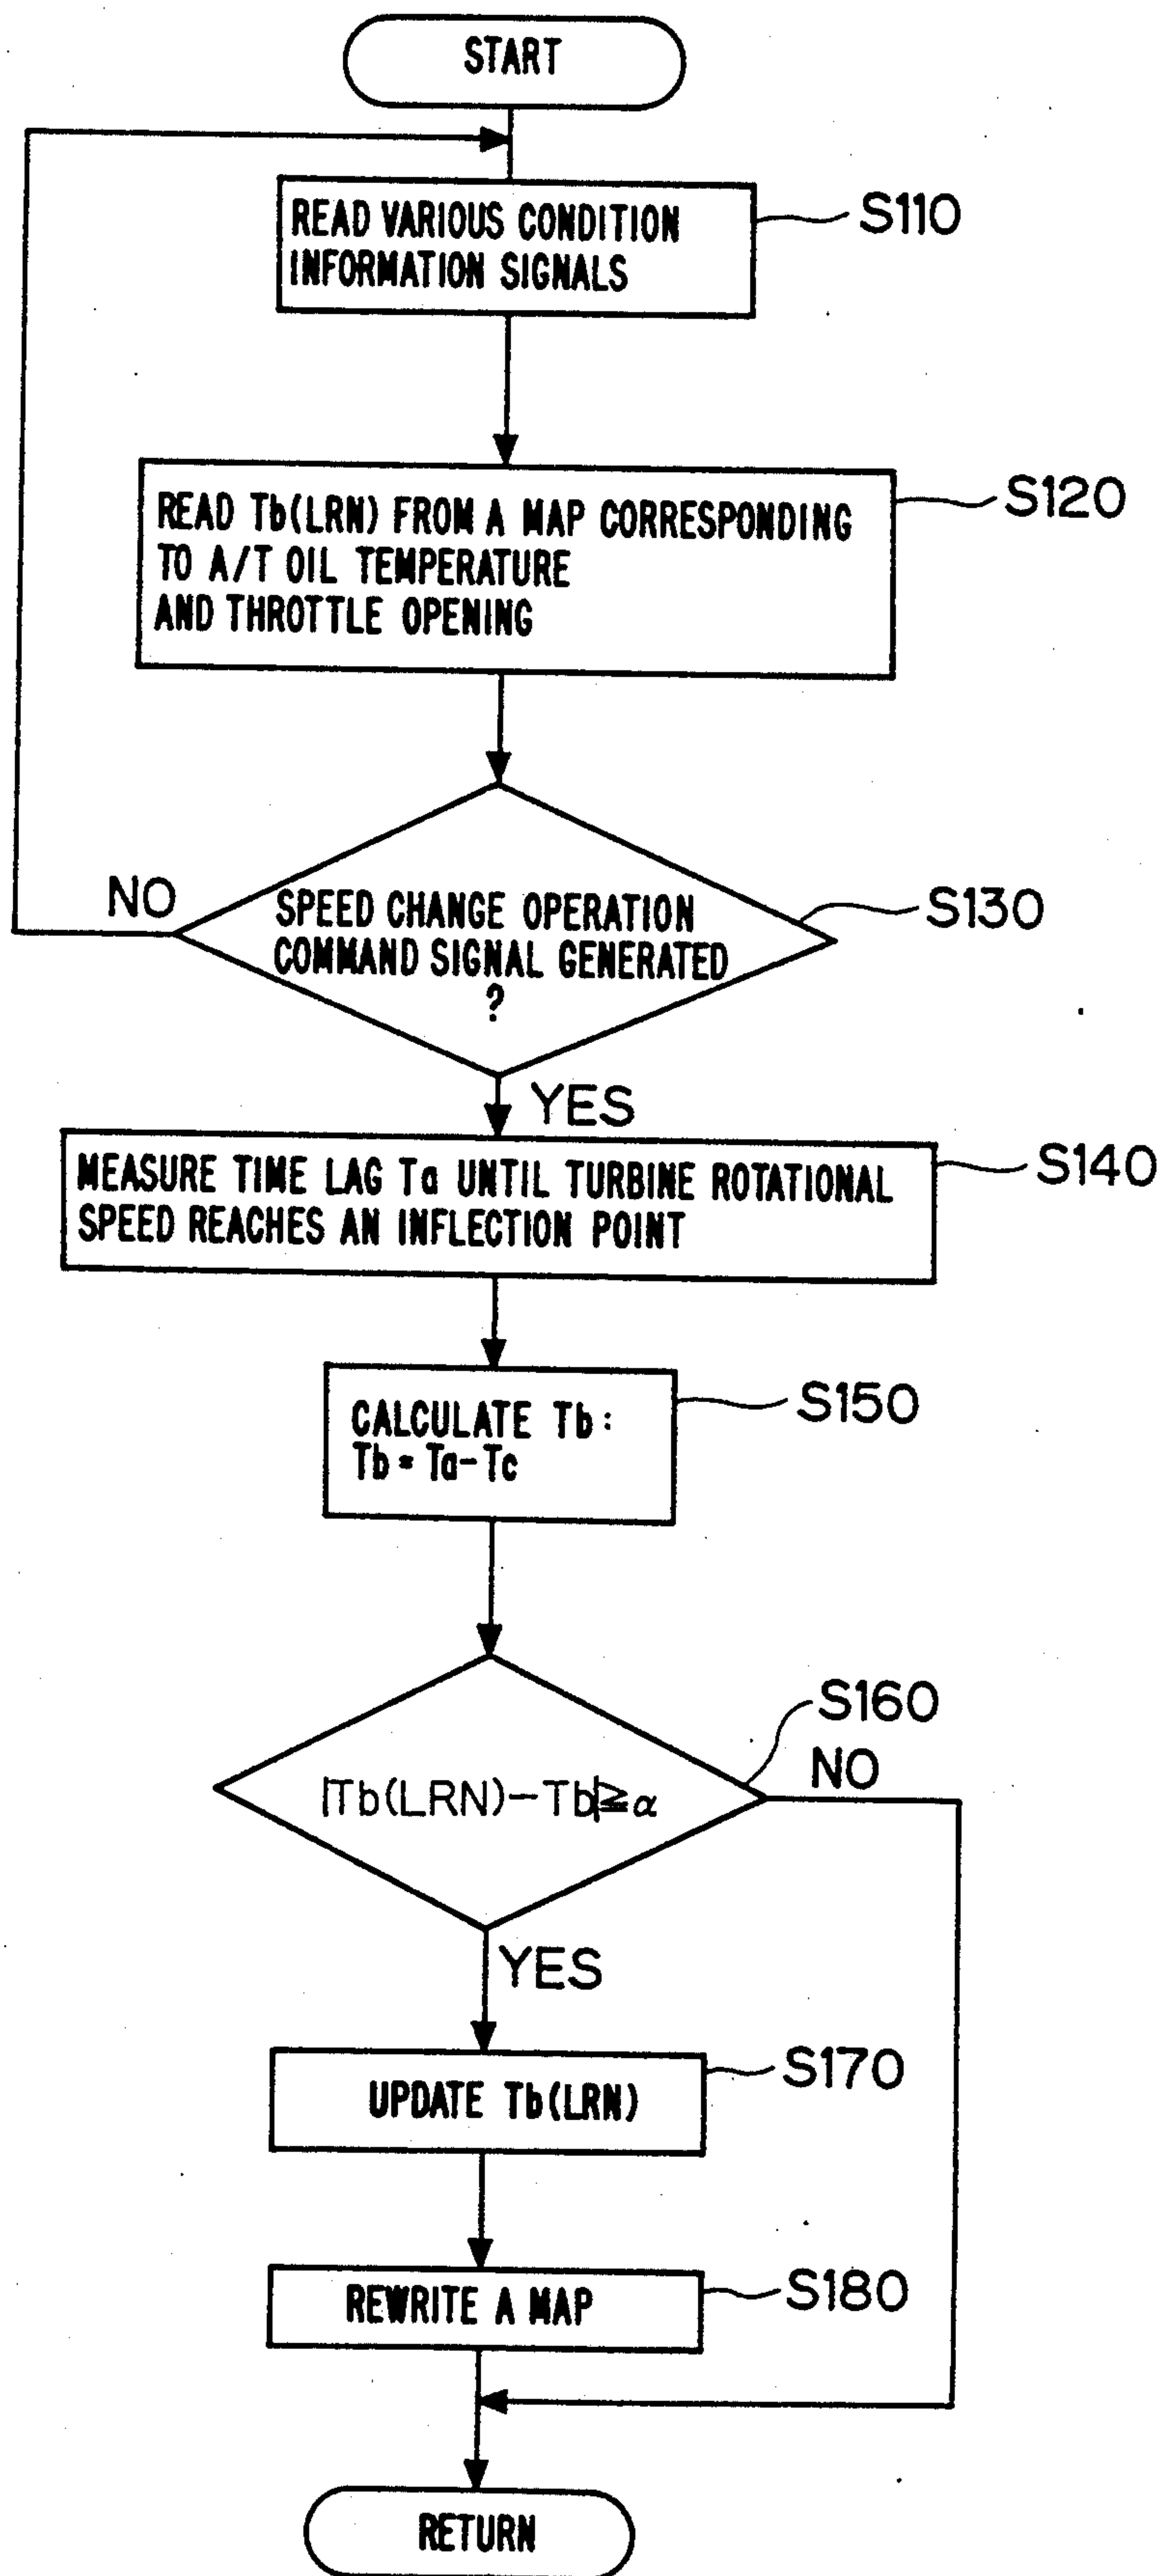 START
READ VARIOUS CONDITION
INFORMATION SIGNALS
S110
READ Tb(LRN) FROM A MAP CORRESPONDING
TO A/T OIL TEMPERATURE
AND THROTTLE OPENING
S120
NO
SPEED CHANGE OPERATION
COMMAND SIGNAL GENERATED
?
S130
YES
MEASURE TIME LAG Ta UNTIL TURBINE ROTATIONAL
SPEED REACHES AN INFLECTION POINT
S140
CALCULATE Tb:
Tb = Ta-Tc
S150
S160
NO
|Tb(LRN)-Tb|≧α
YES
UPDATE Tb(LRN)
S170
REWRITE A MAP
S180
RETURN